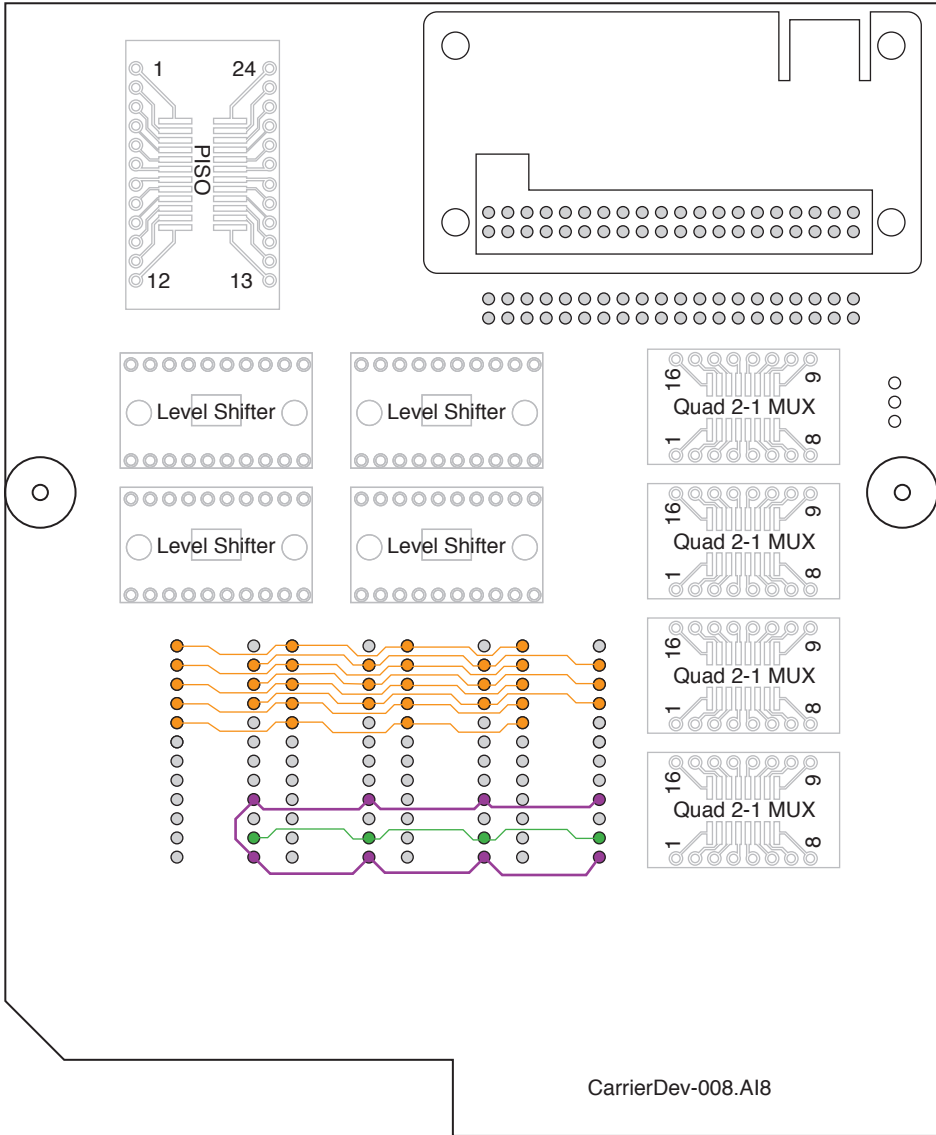 1 24
PISO
12 13
Level Shifter
Level Shifter
16 9
Quad 2-1 MUX
1 8
Level Shifter
Level Shifter
16 9
Quad 2-1 MUX
1 8
16 9
Quad 2-1 MUX
1 8
16 9
Quad 2-1 MUX
1 8
CarrierDev-008.AI8